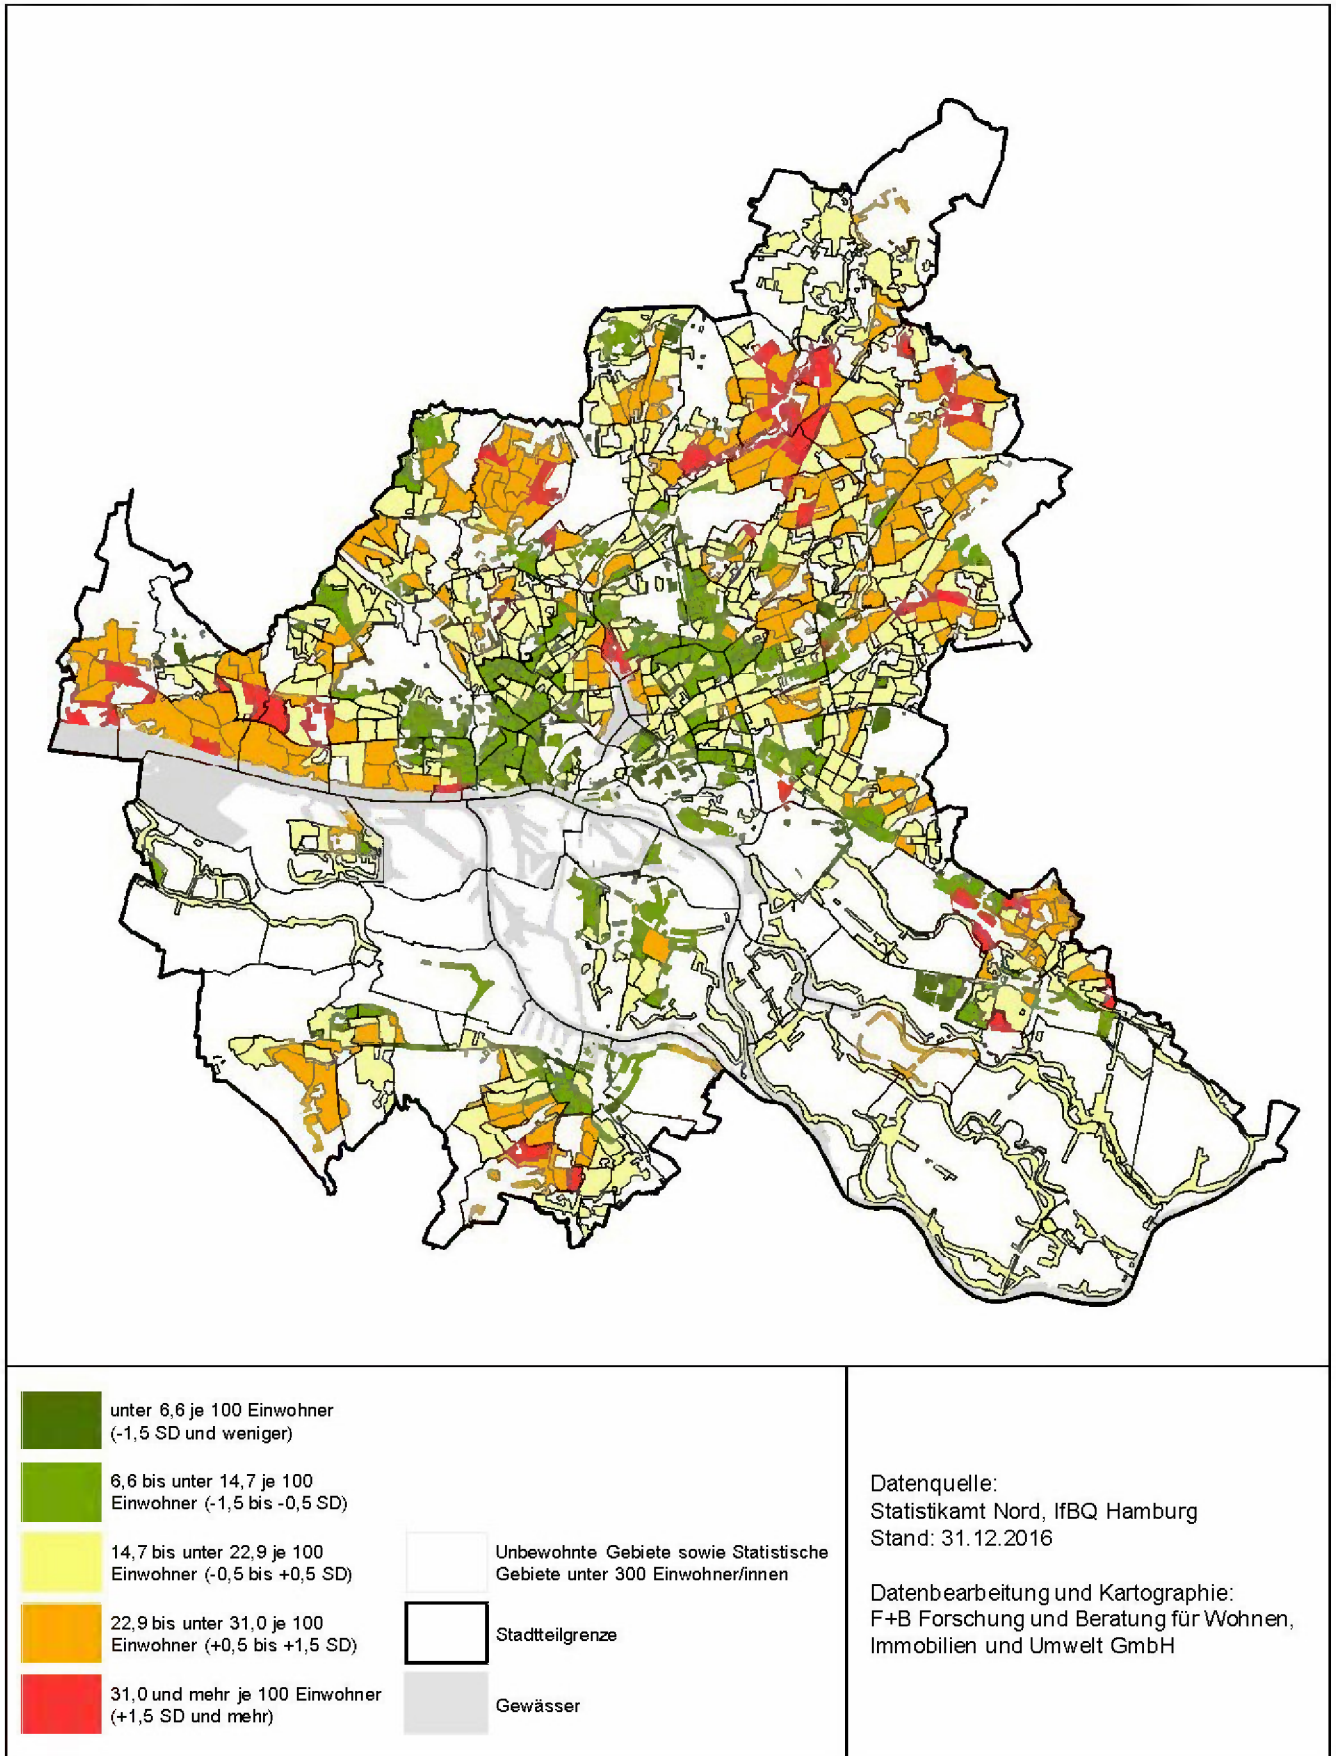 unter 6,6 je 100 Einwohner
(-1,5 SD und weniger)
6,6 bis unter 14,7 je 100
Einwohner (-1,5 bis -0,5 SD)
14,7 bis unter 22,9 je 100
Einwohner (-0,5 bis +0,5 SD)
22,9 bis unter 31,0 je 100
Einwohner (+0,5 bis +1,5 SD)
31,0 und mehr je 100 Einwohner
(+1,5 SD und mehr)
Unbewohnte Gebiete sowie Statistische
Gebiete unter 300 Einwohner/innen
Stadtteilgrenze
Gewässer
Datenquelle:
Statistikamt Nord, IfBQ Hamburg
Stand: 31.12.2016
Datenbearbeitung und Kartographie:
F+B Forschung und Beratung für Wohnen,
Immobilien und Umwelt GmbH